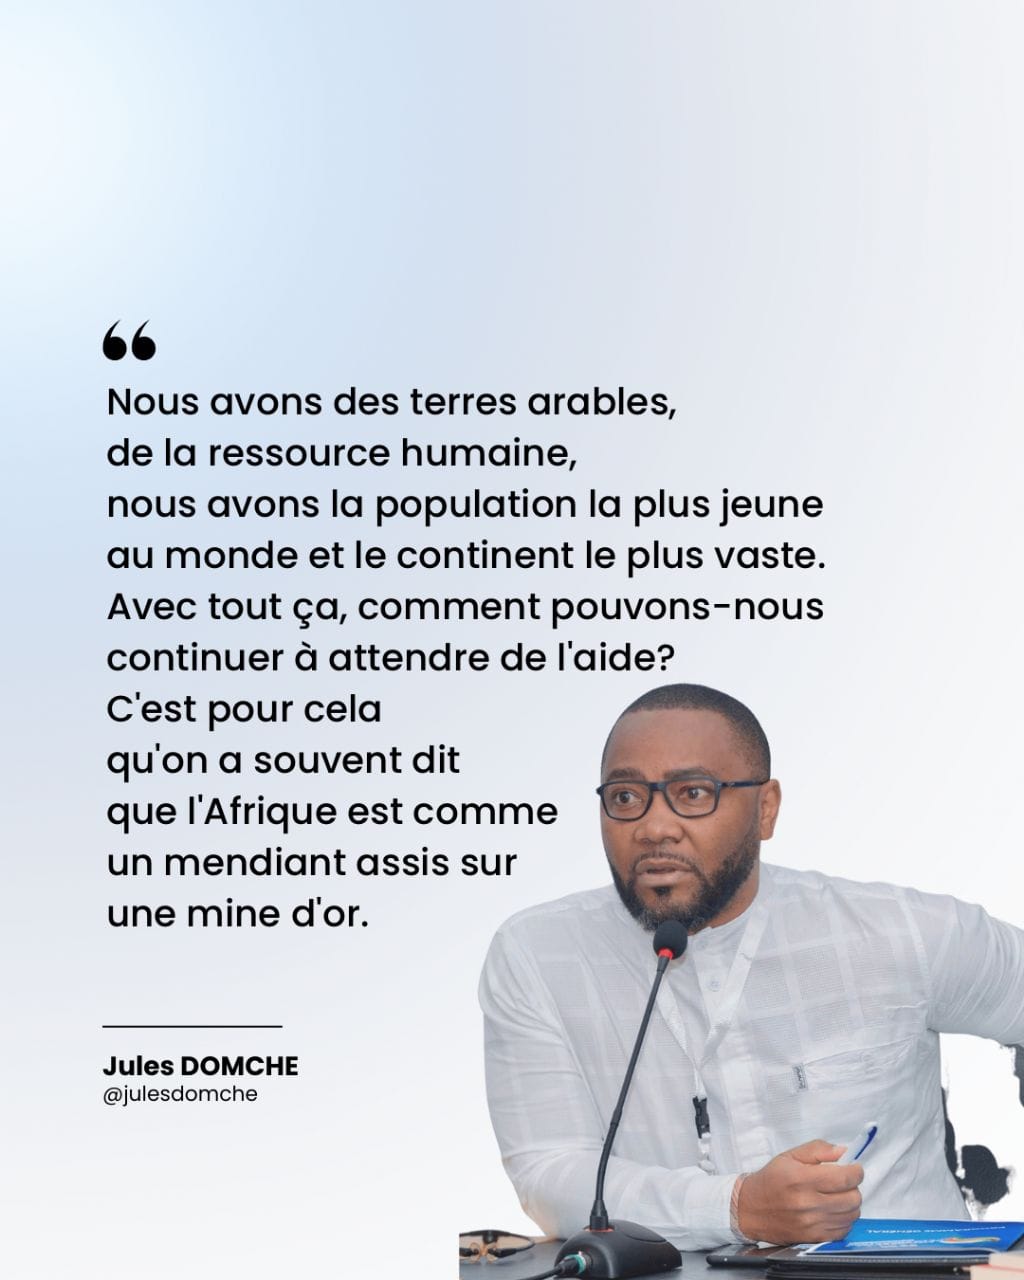 Nous avons des terres arables,
de la ressource humaine,
nous avons la population la plus jeune
au monde et le continent le plus vaste.
Avec tout ça, comment pouvons-nous
continuer à attendre de l'aide?
C'est pour cela
qu'on a souvent dit
que l'Afrique est comme
un mendiant assis sur
une mine d'or.
Jules DOMCHE
@julesdomche
PROGRAMME GÉNÉRAL